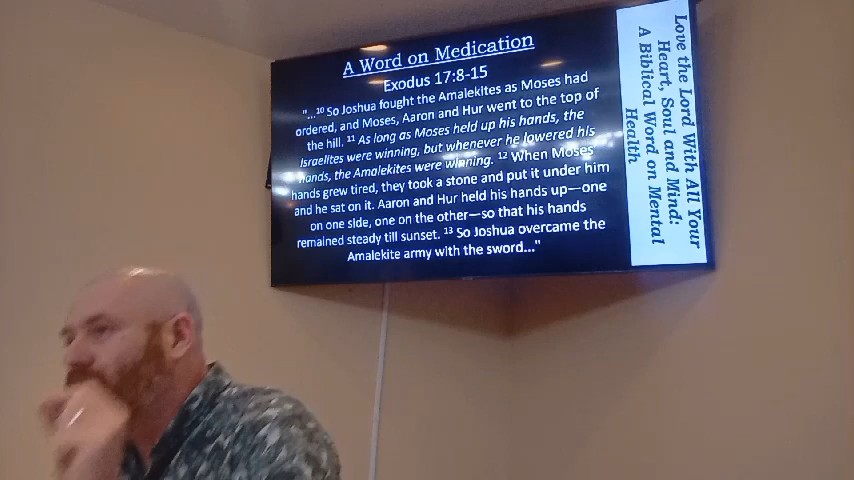 A Word on Medication
Exodus 17:8-15
"...¹⁰ So Joshua fought the Amalekites as Moses had
ordered, and Moses, Aaron and Hur went to the top of
the hill. ¹¹ As long as Moses held up his hands, the
Israelites were winning, but whenever he lowered his
hands, the Amalekites were winning. ¹² When Moses'
hands grew tired, they took a stone and put it under him
and he sat on it. Aaron and Hur held his hands up—one
on one side, one on the other—so that his hands
remained steady till sunset. ¹³ So Joshua overcame the
Amalekite army with the sword..."
Love the Lord With All Your
Heart, Soul and Mind:
A Biblical Word on Mental
Health